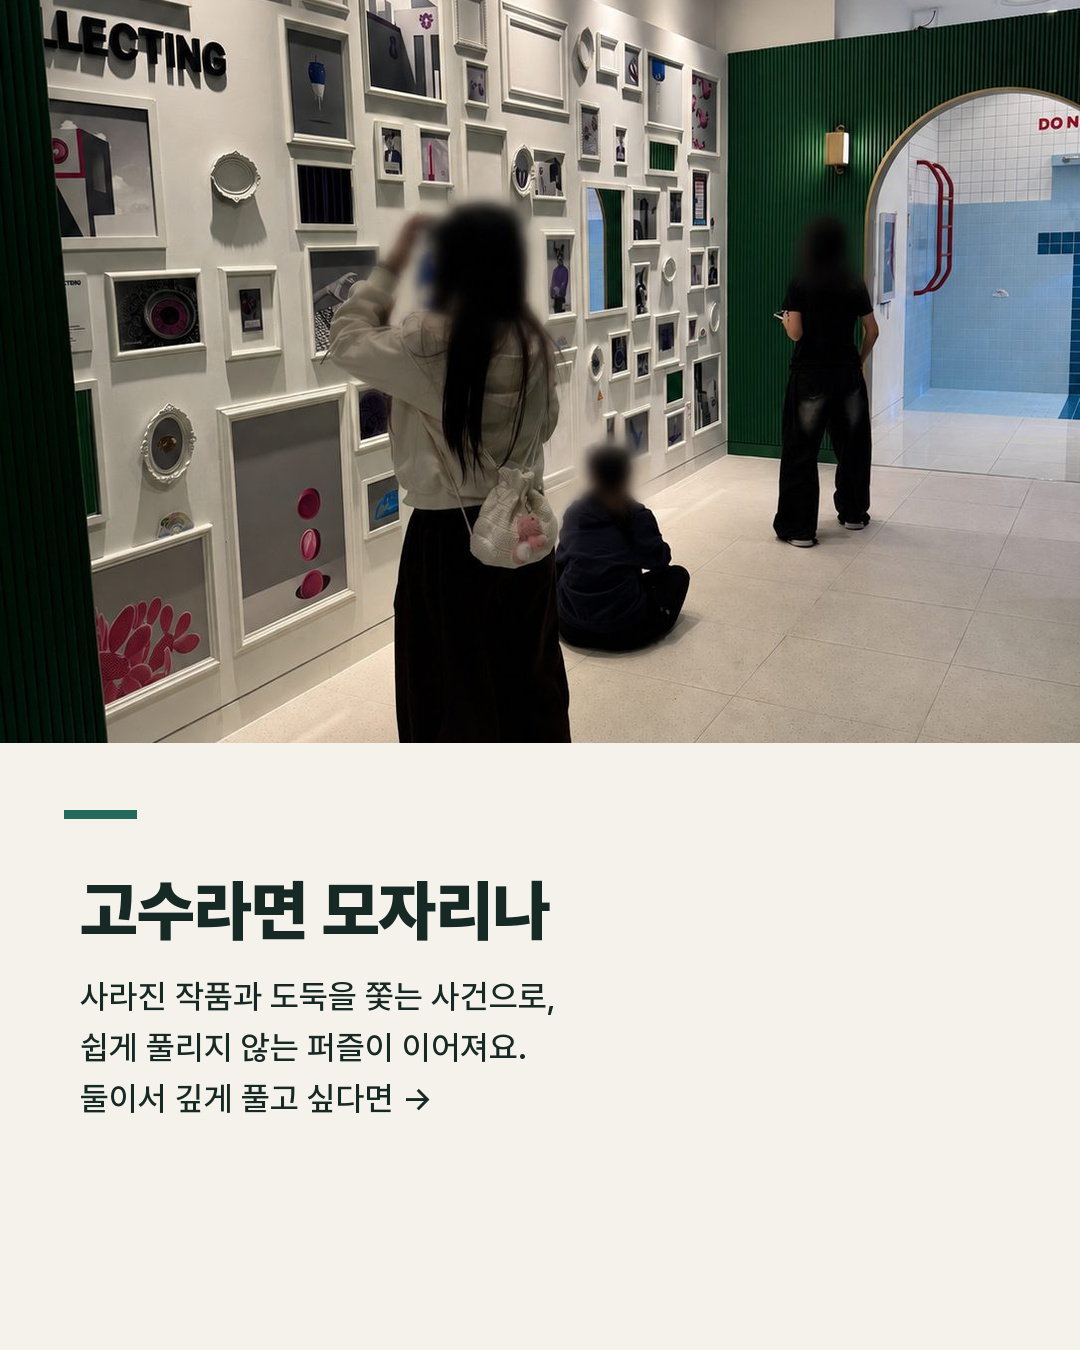 LLECTING
DO N
고수라면 모자리나
사라진 작품과 도둑을 쫓는 사건으로,
쉽게 풀리지 않는 퍼즐이 이어져요.
둘이서 깊게 풀고 싶다면 →